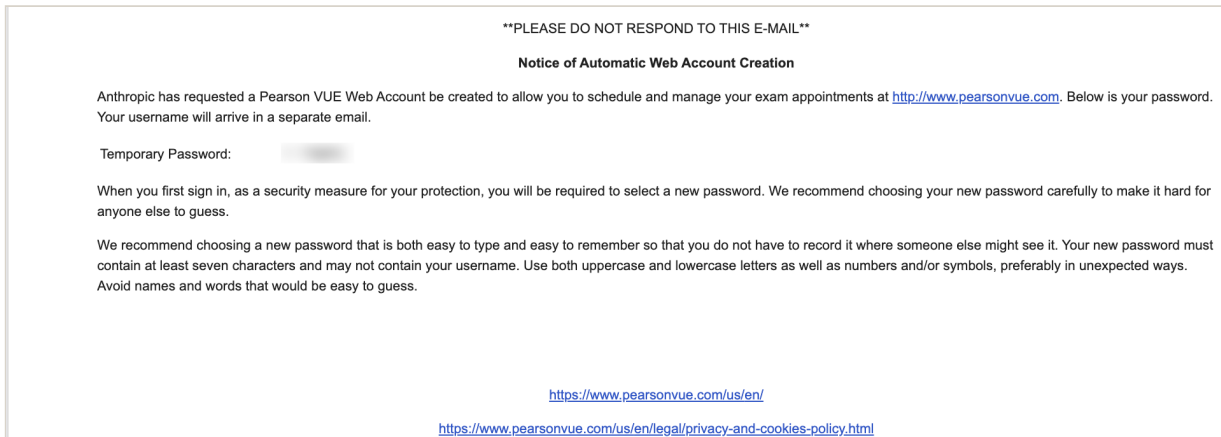 **PLEASE DO NOT RESPOND TO THIS E-MAIL**
Notice of Automatic Web Account Creation
Anthropic has requested a Pearson VUE Web Account be created to allow you to schedule and manage your exam appointments at http://www.pearsonvue.com. Below is your password.
Your username will arrive in a separate email.
Temporary Password:
When you first sign in, as a security measure for your protection, you will be required to select a new password. We recommend choosing your new password carefully to make it hard for
anyone else to guess.
We recommend choosing a new password that is both easy to type and easy to remember so that you do not have to record it where someone else might see it. Your new password must
contain at least seven characters and may not contain your username. Use both uppercase and lowercase letters as well as numbers and/or symbols, preferably in unexpected ways.
Avoid names and words that would be easy to guess.
https://www.pearsonvue.com/us/en/
https://www.pearsonvue.com/us/en/legal/privacy-and-cookies-policy.html